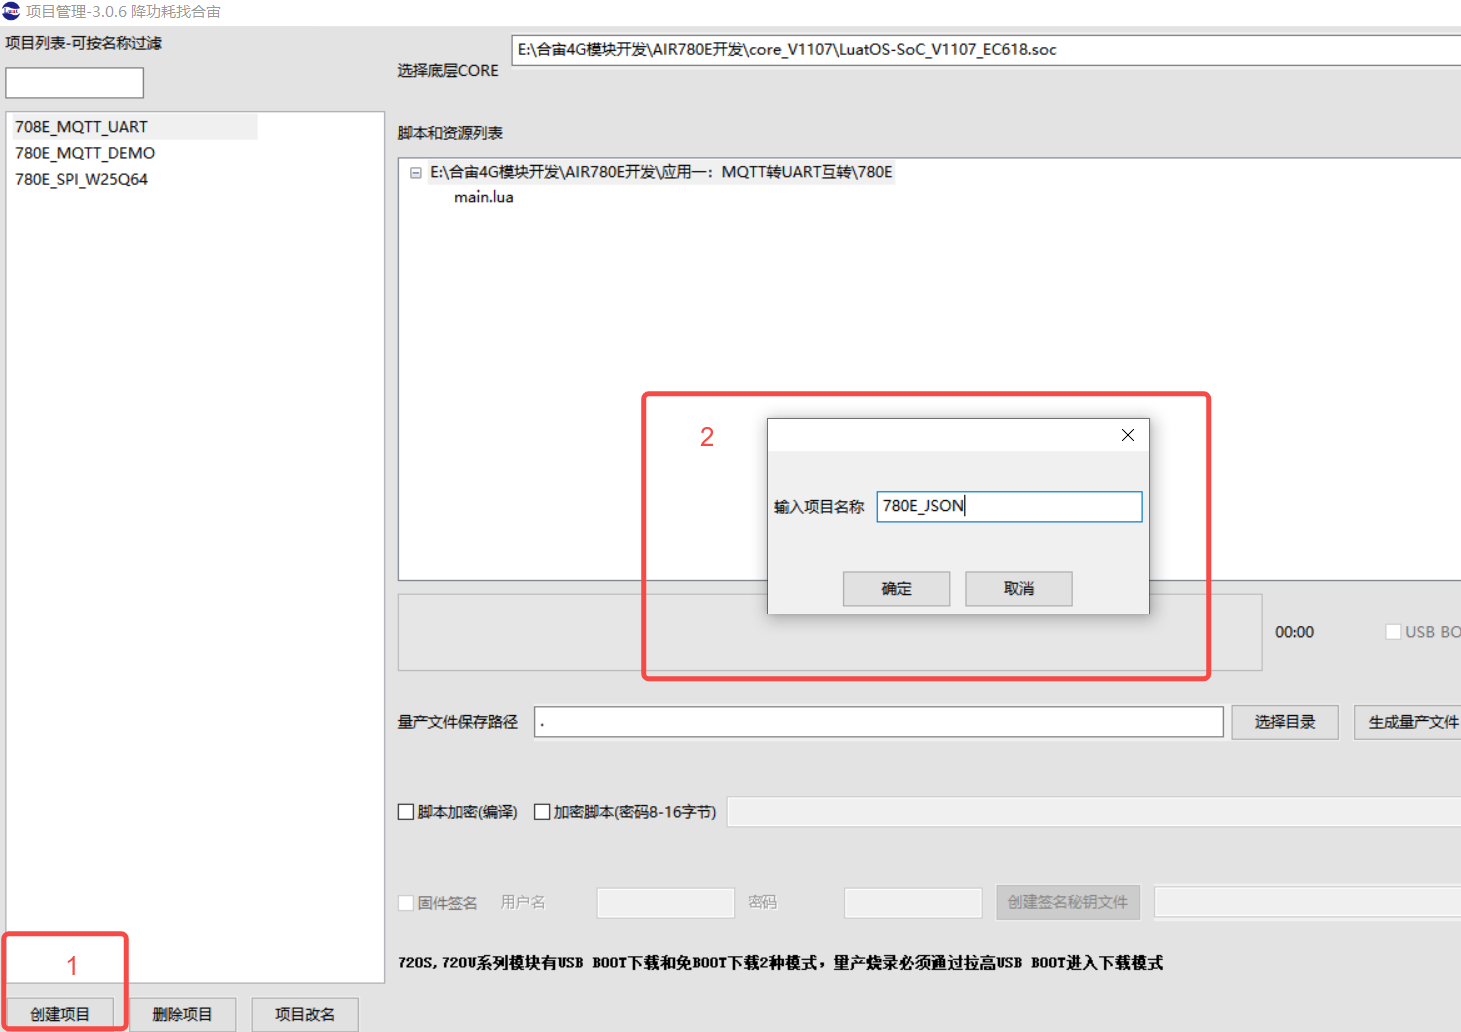 项目管理-3.0.6 降功耗找合宙
项目列表-可按名称过滤
选择底层CORE
E:\合宙4G模块开发\AIR780E开发\core_V1107\LuatOS-SoC_V1107_EC618.soc
708E_MQTT_UART
780E_MQTT_DEMO
780E_SPI_W25Q64
脚本和资源列表
E:\合宙4G模块开发\AIR780E开发\应用一：MQTT转UART互转\780E
main.lua
2
输入项目名称 780E_JSON
确定 取消
00:00 USB BO
量产文件保存路径 . 选择目录 生成量产文件
脚本加密(编译) 加密脚本(密码8-16字节)
固件签名 用户名 密码 创建签名秘钥文件
720S,720U系列模块有USB BOOT下载和免BOOT下载2种模式，量产烧录必须通过拉高USB BOOT进入下载模式
1
创建项目 删除项目 项目改名